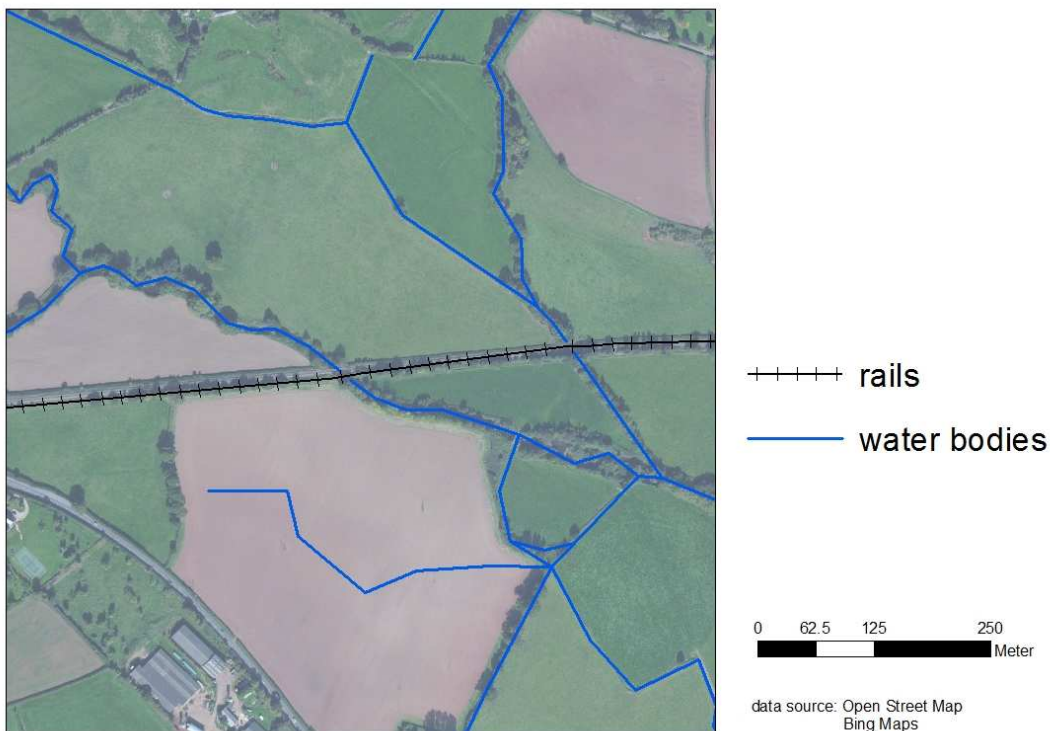 rails
water bodies
0 62.5 125 250
Meter
data source: Open Street Map
Bing Maps